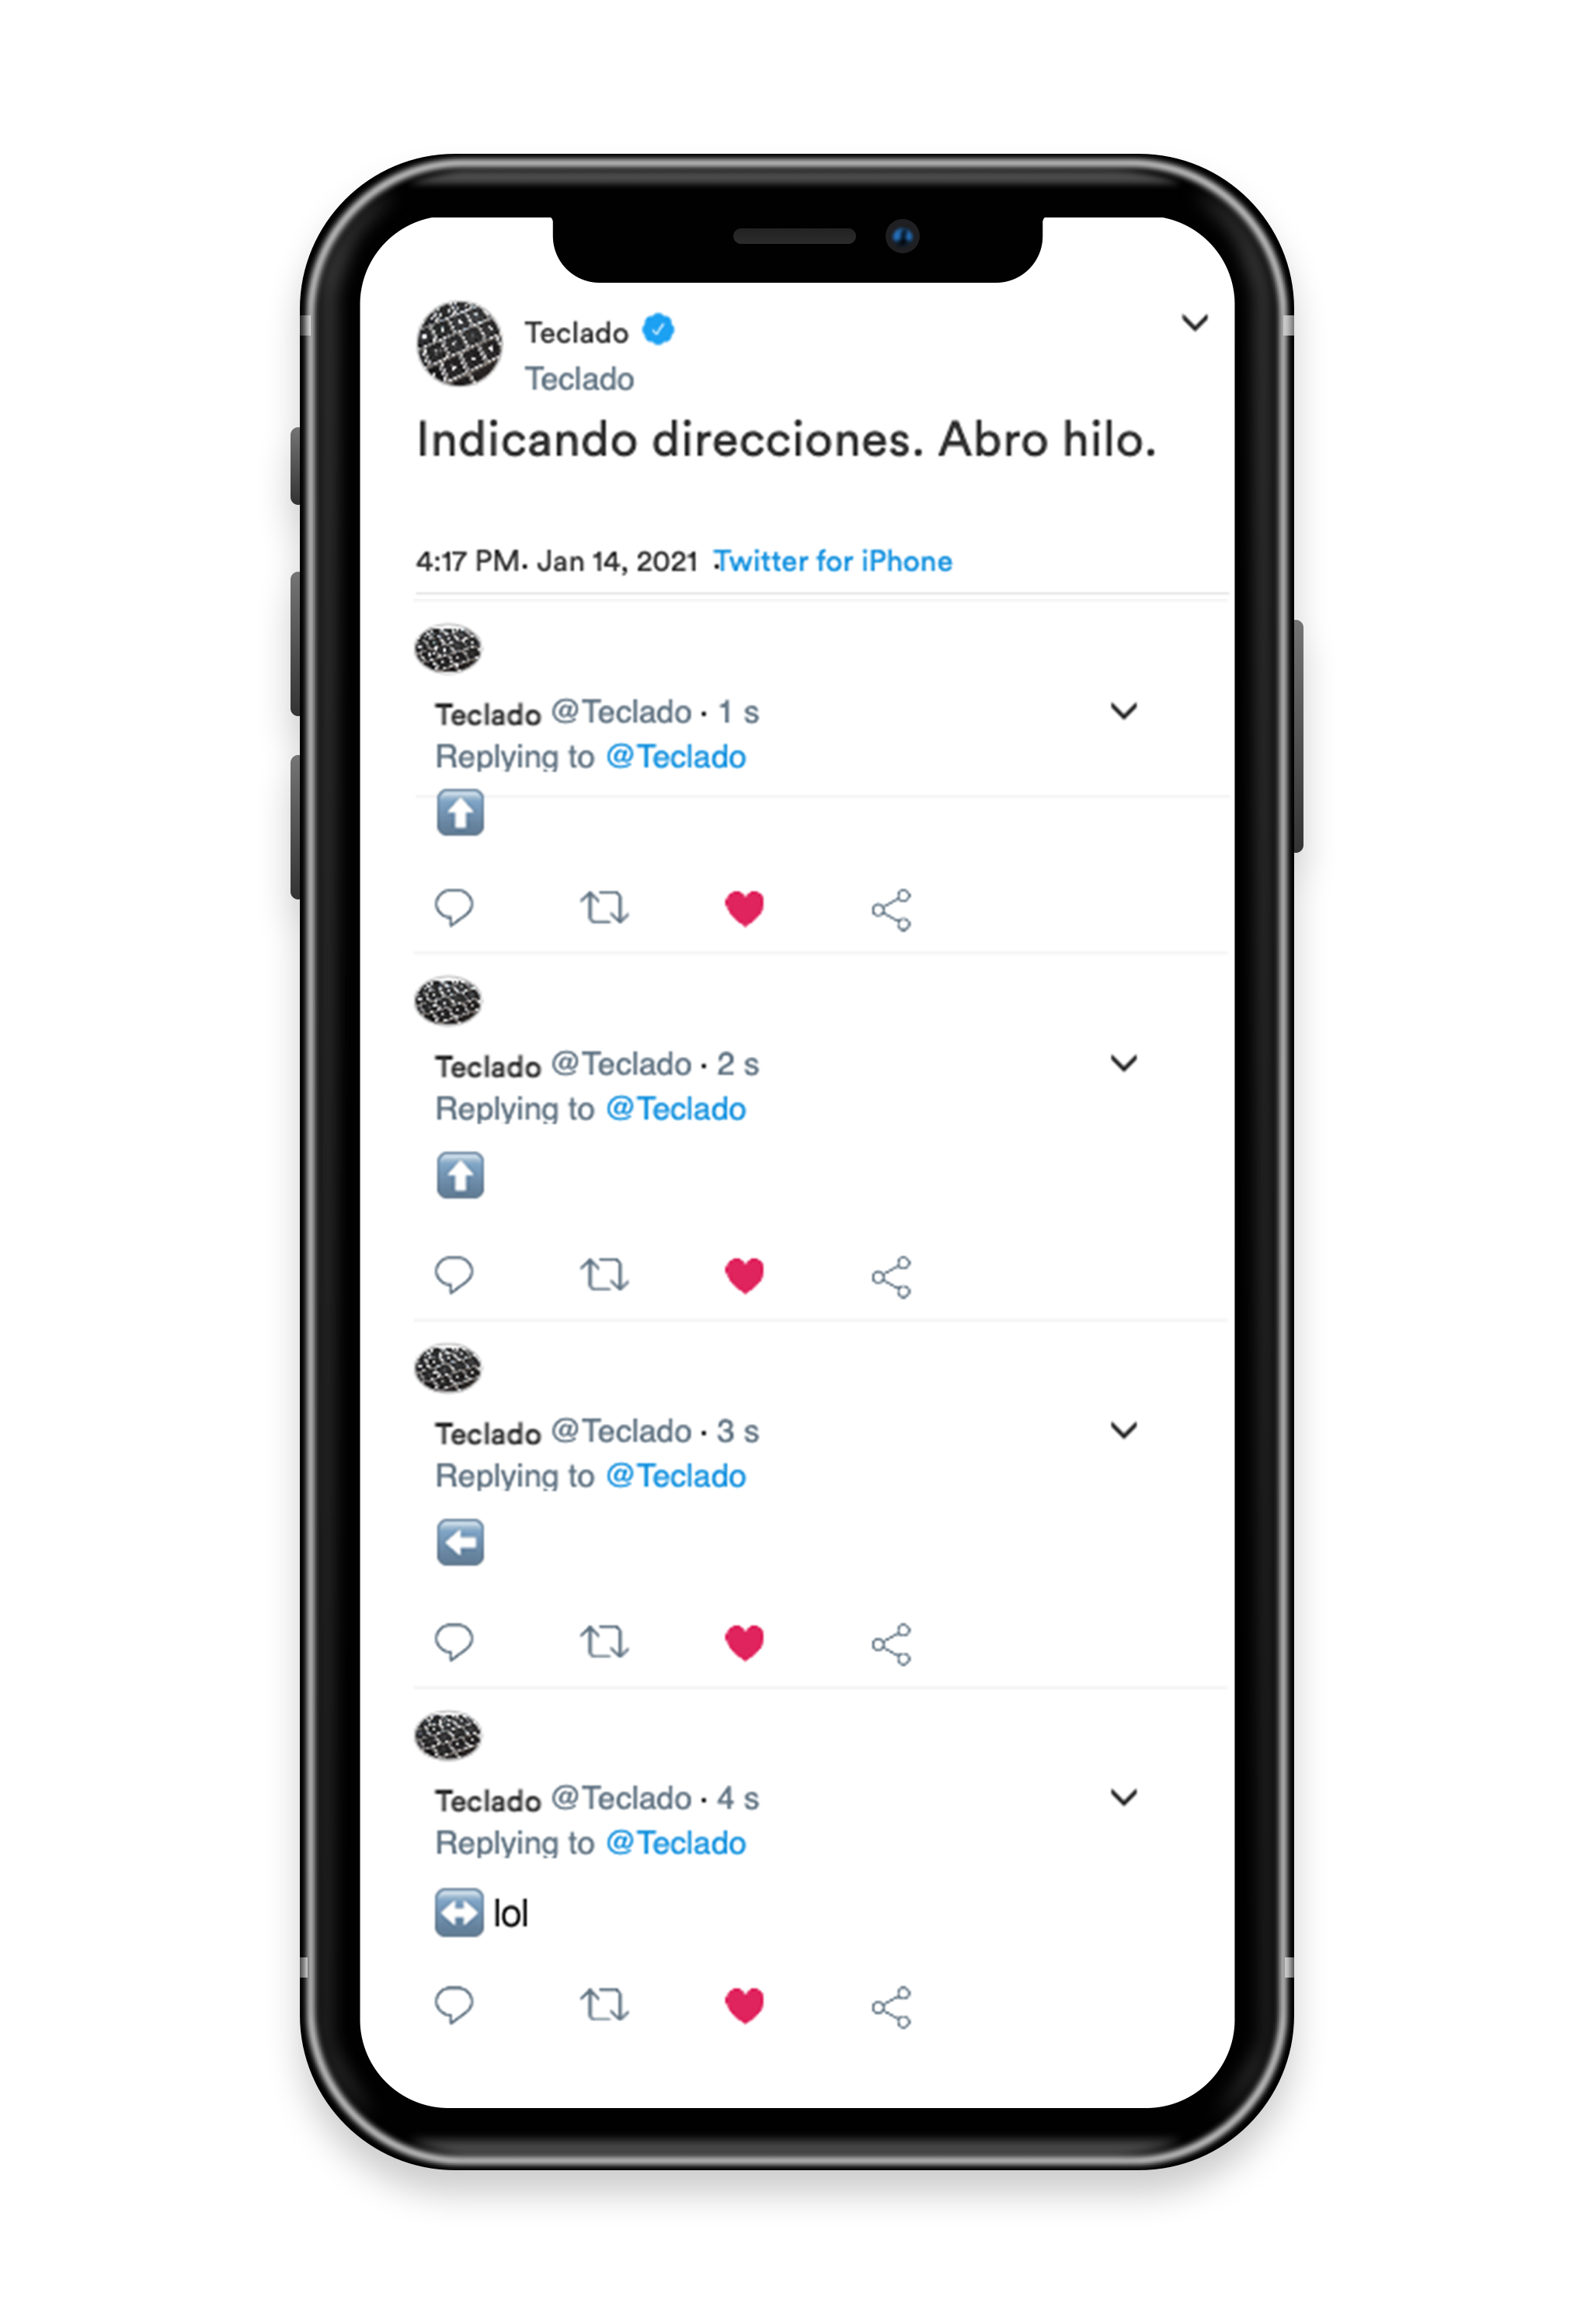 Teclado
Teclado
Indicando direcciones. Abro hilo.
4:17 PM· Jan 14, 2021 ·Twitter for iPhone
Teclado @Teclado · 1 s
Replying to @Teclado
⬆️
Teclado @Teclado · 2 s
Replying to @Teclado
⬆️
Teclado @Teclado · 3 s
Replying to @Teclado
⬅️
Teclado @Teclado · 4 s
Replying to @Teclado
↔️ lol